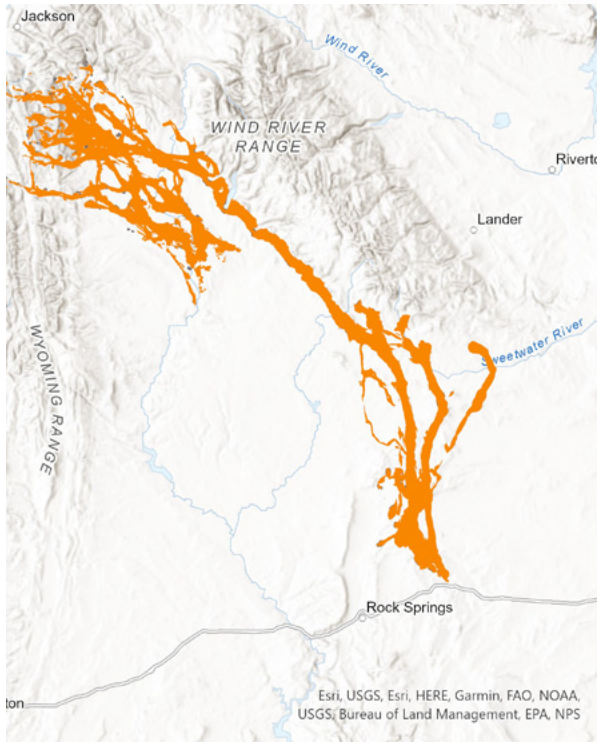 Jackson
Wind River
WIND RIVER
RANGE
Riverto
Lander
Sweetwater River
WYOMING
RANGE
Rock Springs
ton
Esri, USGS, Esri, HERE, Garmin, FAO, NOAA,
USGS, Bureau of Land Management, EPA, NPS